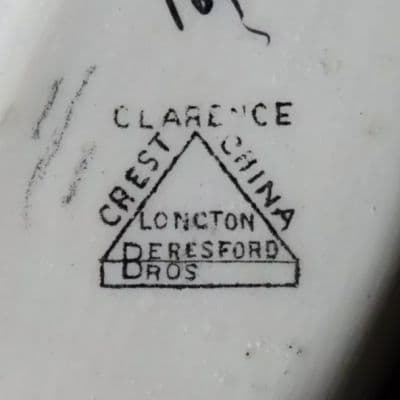 CLARENCE
CREST CHINA
LONGTON
BERESFORD
BROS